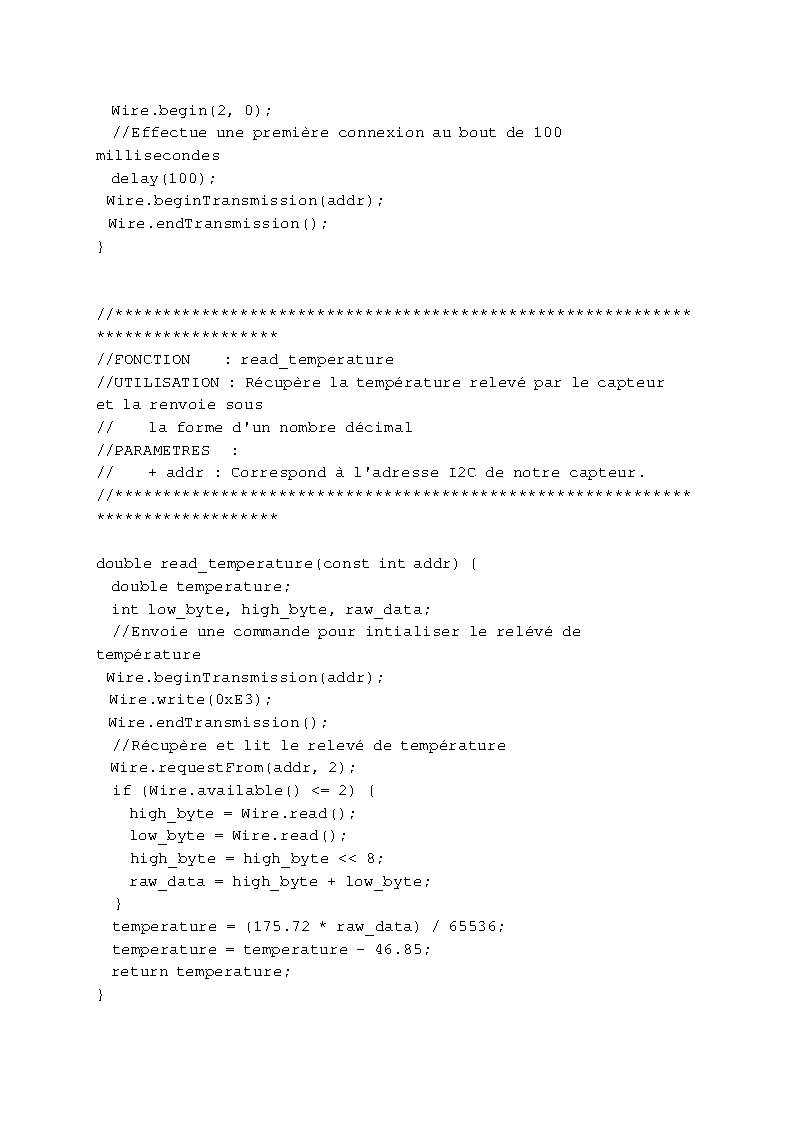 Wire.begin(2, 0);
//Effectue une première connexion au bout de 100
millisecondes
delay(100);
Wire.beginTransmission(addr);
Wire.endTransmission();
}
//************************************************************
*******************
//FONCTION    : read_temperature
//UTILISATION : Récupère la température relevé par le capteur
et la renvoie sous
//    la forme d'un nombre décimal
//PARAMETRES  :
//    + addr : Correspond à l'adresse I2C de notre capteur.
//************************************************************
*******************
double read_temperature(const int addr) {
double temperature;
int low_byte, high_byte, raw_data;
//Envoie une commande pour intialiser le relévé de
température
Wire.beginTransmission(addr);
Wire.write(0xE3);
Wire.endTransmission();
//Récupère et lit le relevé de température
Wire.requestFrom(addr, 2);
if (Wire.available() <= 2) {
high_byte = Wire.read();
low_byte = Wire.read();
high_byte = high_byte << 8;
raw_data = high_byte + low_byte;
}
temperature = (175.72 * raw_data) / 65536;
temperature = temperature - 46.85;
return temperature;
}